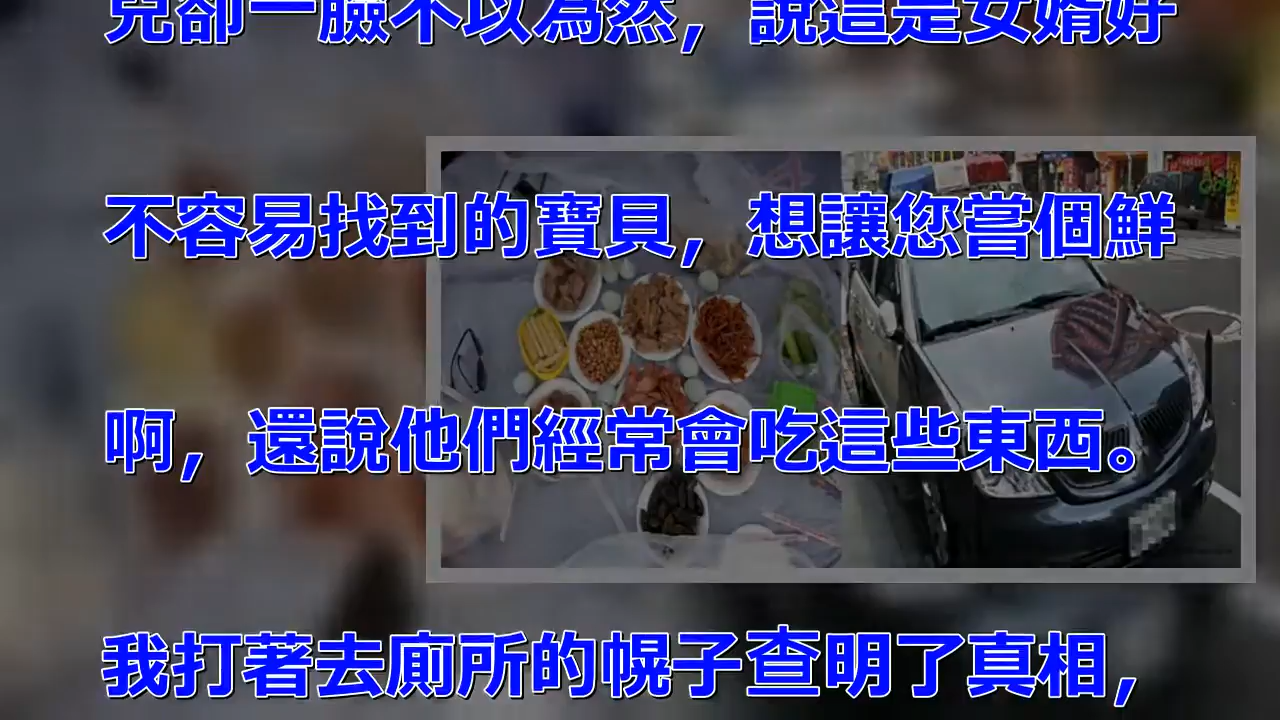 兒卻一臉不以為然，說這是女婿好
不容易找到的寶貝，想讓您嘗個鮮
啊，還說他們經常會吃這些東西。
我打著去廁所的幌子查明了真相，